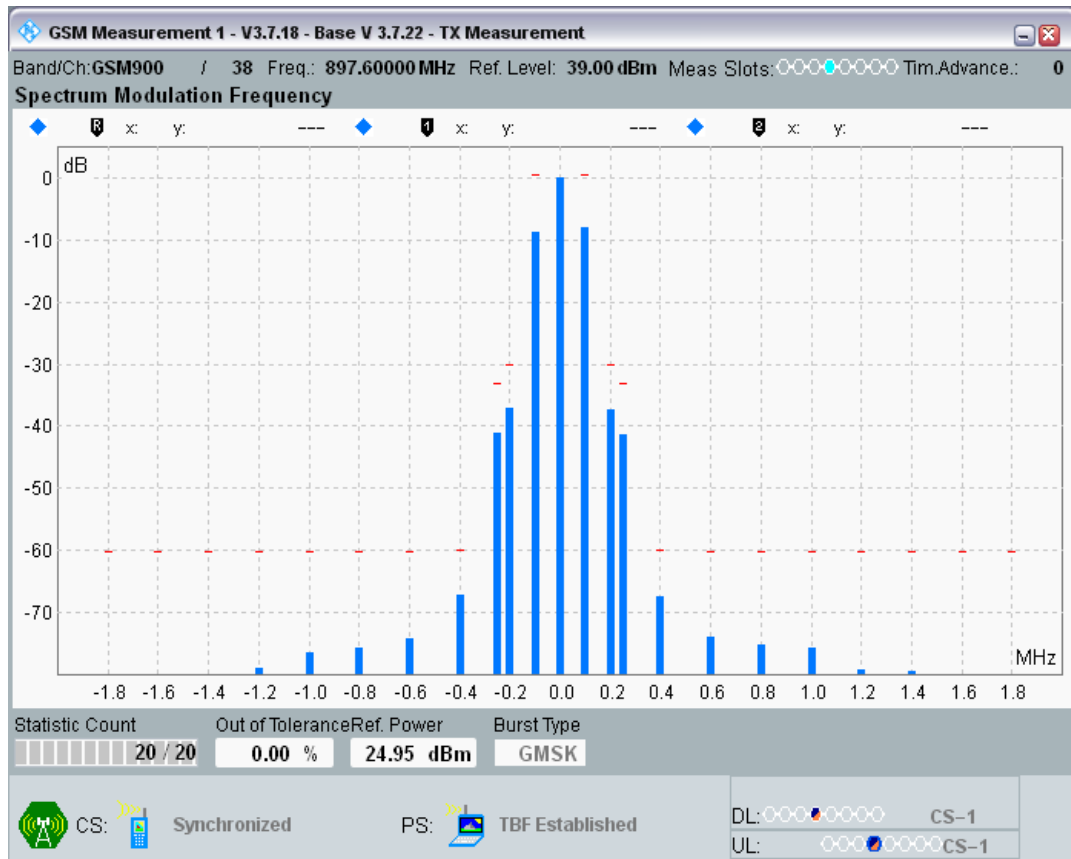 GSM Measurement 1 - V3.7.18 - Base V 3.7.22 - TX Measurement
Band/Ch:GSM900 / 38 Freq.: 897.60000 MHz Ref. Level: 39.00 dBm Meas Slots: Tim.Advance.: 0
Spectrum Modulation Frequency
R x: y: --- 1 x: y: --- 2 x: y: ---
dB
0
-10
-20
-30
-40
-50
-60
-70
MHz
-1.8 -1.6 -1.4 -1.2 -1.0 -0.8 -0.6 -0.4 -0.2 0.0 0.2 0.4 0.6 0.8 1.0 1.2 1.4 1.6 1.8
Statistic Count Out of Tolerance Ref. Power Burst Type
20 / 20 0.00 % 24.95 dBm GMSK
CS: Synchronized PS: TBF Established
DL: CS-1
UL: CS-1